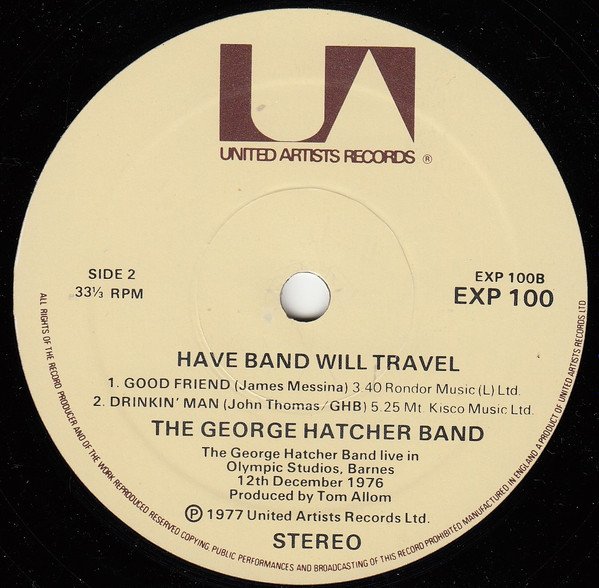 UA
UNITED ARTISTS RECORDS ®
SIDE 2
33⅓ RPM
EXP 100B
EXP 100
HAVE BAND WILL TRAVEL
1. GOOD FRIEND (James Messina) 3 40 Rondor Music (L) Ltd.
2. DRINKIN' MAN (John Thomas/GHB) 5.25 Mt. Kisco Music Ltd.
THE GEORGE HATCHER BAND
The George Hatcher Band live in
Olympic Studios, Barnes
12th December 1976
Produced by Tom Allom
℗ 1977 United Artists Records Ltd.
STEREO
ALL RIGHTS OF THE RECORD PRODUCER AND OF THE WORK REPRODUCED RESERVED COPYING PUBLIC PERFORMANCES AND BROADCASTING OF THIS RECORD PROHIBITED MANUFACTURED IN ENGLAND A PRODUCT OF UNITED ARTISTS RECORDS LTD